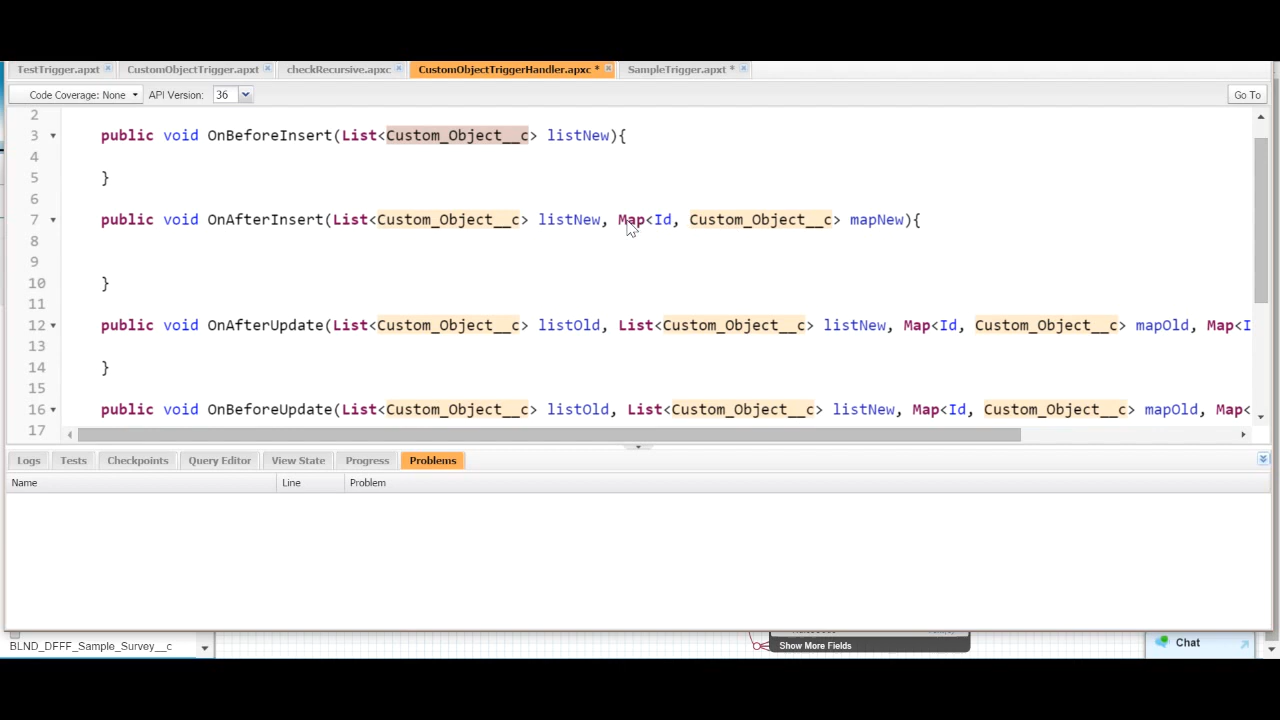 TestTrigger.apxt CustomObjectTrigger.apxt checkRecursive.apxc CustomObjectTriggerHandler.apxc * SampleTrigger.apxt *
Code Coverage: None API Version: 36 Go To
2
3 public void OnBeforeInsert(List<Custom_Object__c> listNew){
4
5 }
6
7 public void OnAfterInsert(List<Custom_Object__c> listNew, Map<Id, Custom_Object__c> mapNew){
8
9
10 }
11
12 public void OnAfterUpdate(List<Custom_Object__c> listOld, List<Custom_Object__c> listNew, Map<Id, Custom_Object__c> mapOld, Map<I
13
14 }
15
16 public void OnBeforeUpdate(List<Custom_Object__c> listOld, List<Custom_Object__c> listNew, Map<Id, Custom_Object__c> mapOld, Map<
17
Logs Tests Checkpoints Query Editor View State Progress Problems
Name Line Problem
BLND_DFFF_Sample_Survey__c Show More Fields Chat